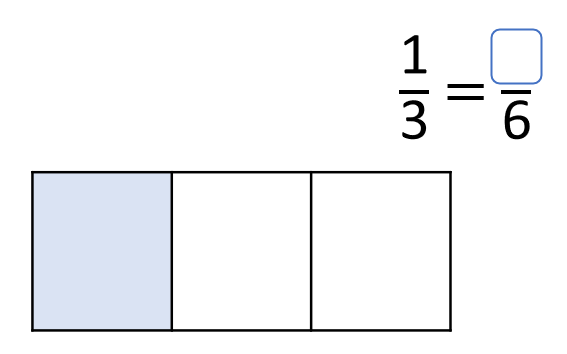 1/3 = □/6